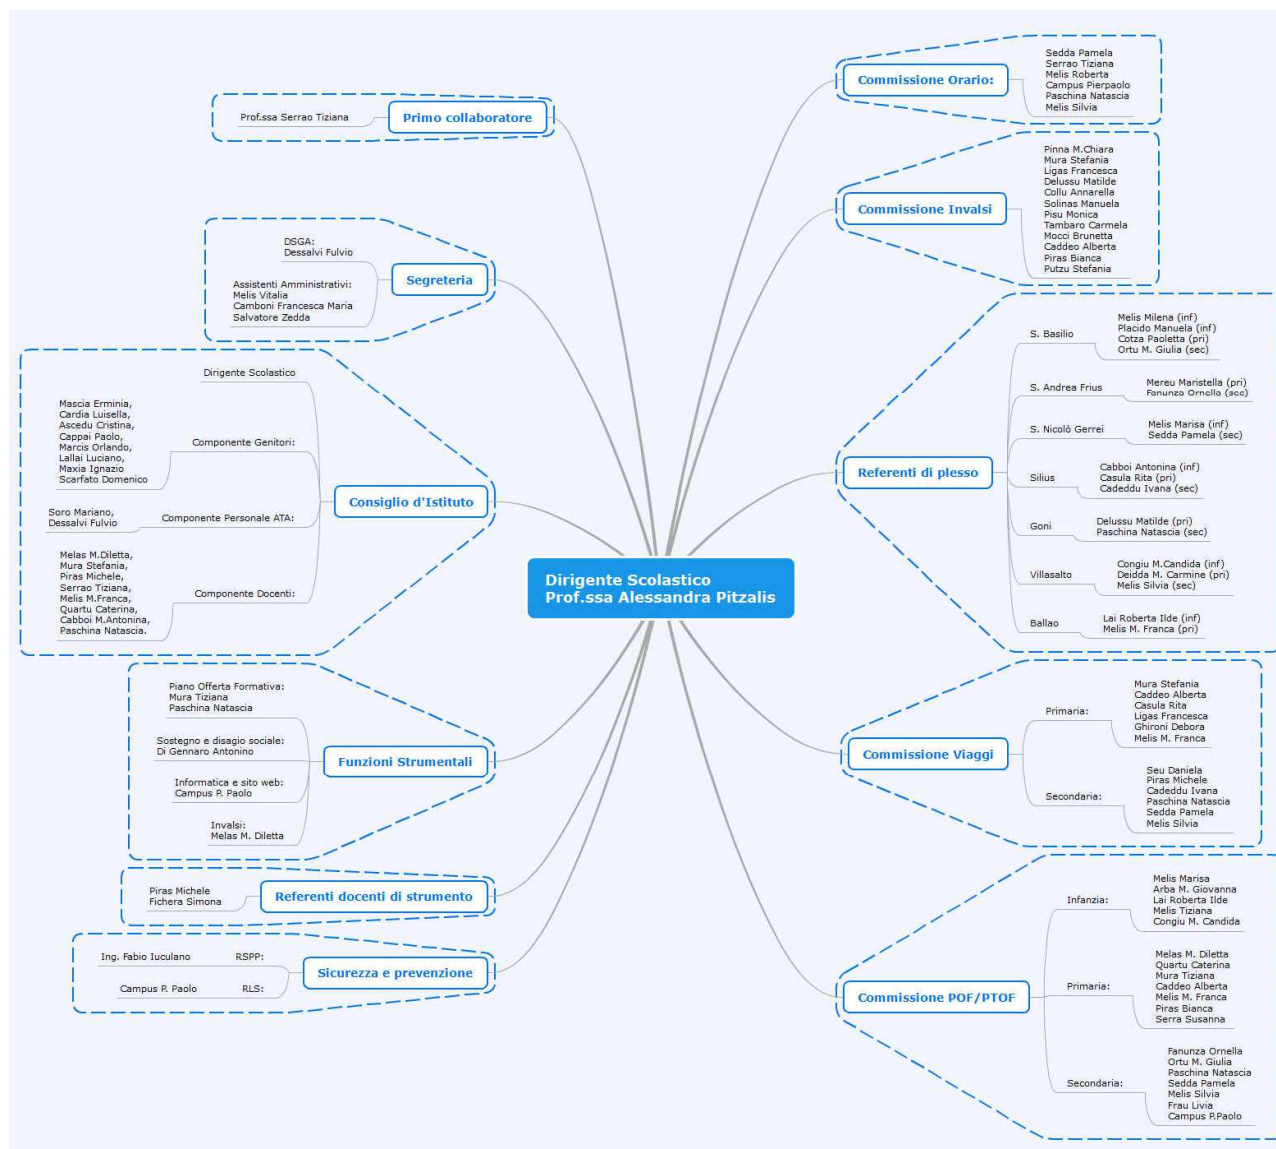 Dirigente Scolastico
Prof.ssa Alessandra Pitzalis
Primo collaboratore
Prof.ssa Serrao Tiziana
Segreteria
DSGA:
Dessalvi Fulvio
Assistenti Amministrativi:
Melis Vitalia
Camboni Francesca Maria
Salvatore Zedda
Consiglio d'Istituto
Dirigente Scolastico
Componente Genitori:
Mascia Erminia,
Cardia Luisella,
Ascedu Cristina,
Cappai Paolo,
Marcis Orlando,
Lallai Luciano,
Maxia Ignazio
Scarfato Domenico
Componente Personale ATA:
Soro Mariano,
Dessalvi Fulvio
Componente Docenti:
Melas M.Diletta,
Mura Stefania,
Piras Michele,
Serrao Tiziana,
Melis M.Franca,
Quartu Caterina,
Cabboi M.Antonina,
Paschina Natascia.
Funzioni Strumentali
Piano Offerta Formativa:
Mura Tiziana
Paschina Natascia
Sostegno e disagio sociale:
Di Gennaro Antonino
Informatica e sito web:
Campus P. Paolo
Invalsi:
Melas M. Diletta
Referenti docenti di strumento
Piras Michele
Fichera Simona
Sicurezza e prevenzione
RSPP:
Ing. Fabio Iuculano
RLS:
Campus P. Paolo
Commissione Orario:
Sedda Pamela
Serrao Tiziana
Melis Roberta
Campus Pierpaolo
Paschina Natascia
Melis Silvia
Commissione Invalsi
Pinna M.Chiara
Mura Stefania
Ligas Francesca
Delussu Matilde
Collu Annarella
Solinas Manuela
Pisu Monica
Tambaro Carmela
Mocci Brunetta
Caddeo Alberta
Piras Bianca
Putzu Stefania
Referenti di plesso
S. Basilio
Melis Milena (inf)
Placido Manuela (inf)
Cotza Paoletta (pri)
Ortu M. Giulia (sec)
S. Andrea Frius
Mereu Maristella (pri)
Fanunza Ornella (sec)
S. Nicolò Gerrei
Melis Marisa (inf)
Sedda Pamela (sec)
Silius
Cabboi Antonina (inf)
Casula Rita (pri)
Cadeddu Ivana (sec)
Goni
Delussu Matilde (pri)
Paschina Natascia (sec)
Villasalto
Congiu M.Candida (inf)
Deidda M. Carmine (pri)
Melis Silvia (sec)
Ballao
Lai Roberta Ilde (inf)
Melis M. Franca (pri)
Commissione Viaggi
Primaria:
Mura Stefania
Caddeo Alberta
Casula Rita
Ligas Francesca
Ghironi Debora
Melis M. Franca
Secondaria:
Seu Daniela
Piras Michele
Cadeddu Ivana
Paschina Natascia
Sedda Pamela
Melis Silvia
Commissione POF/PTOF
Infanzia:
Melis Marisa
Arba M. Giovanna
Lai Roberta Ilde
Melis Tiziana
Congiu M. Candida
Primaria:
Melas M. Diletta
Quartu Caterina
Mura Tiziana
Caddeo Alberta
Melis M. Franca
Piras Bianca
Serra Susanna
Secondaria:
Fanunza Ornella
Ortu M. Giulia
Paschina Natascia
Sedda Pamela
Melis Silvia
Frau Livia
Campus P.Paolo